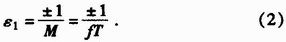 ε₁ = ±1/M = ±1/fT . (2)